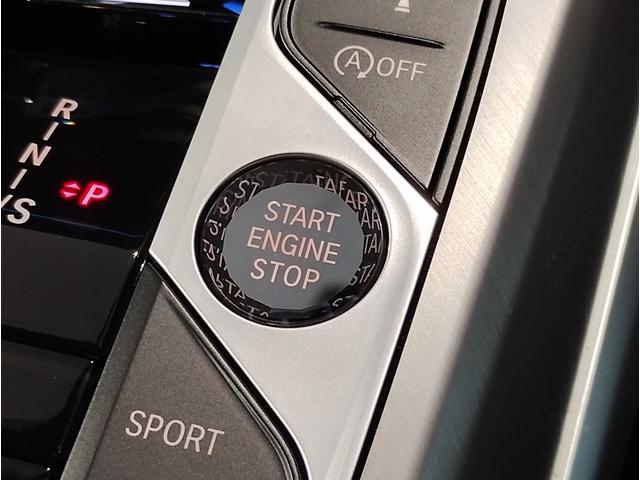 A OFF
R
N
/S
P
START
ENGINE
STOP
SPORT